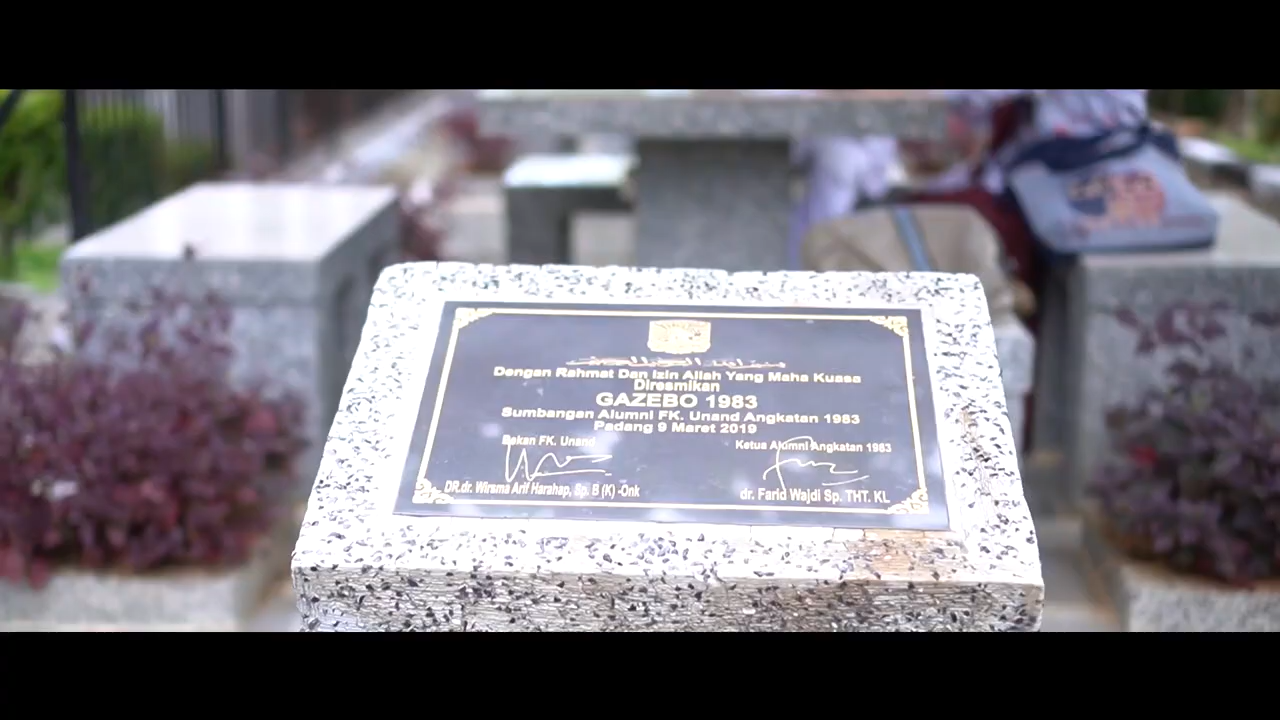 Dengan Rahmat Dan Izin Allah Yang Maha Kuasa
Diresmikan
GAZEBO 1983
Sumbangan Alumni FK. Unand Angkatan 1983
Padang 9 Maret 2019
Dekan FK. Unand
Ketua Alumni Angkatan 1983
DR.dr. Wirsma Arif Harahap, Sp. B (K) -Onk
dr. Farid Wajdi Sp. THT. KL